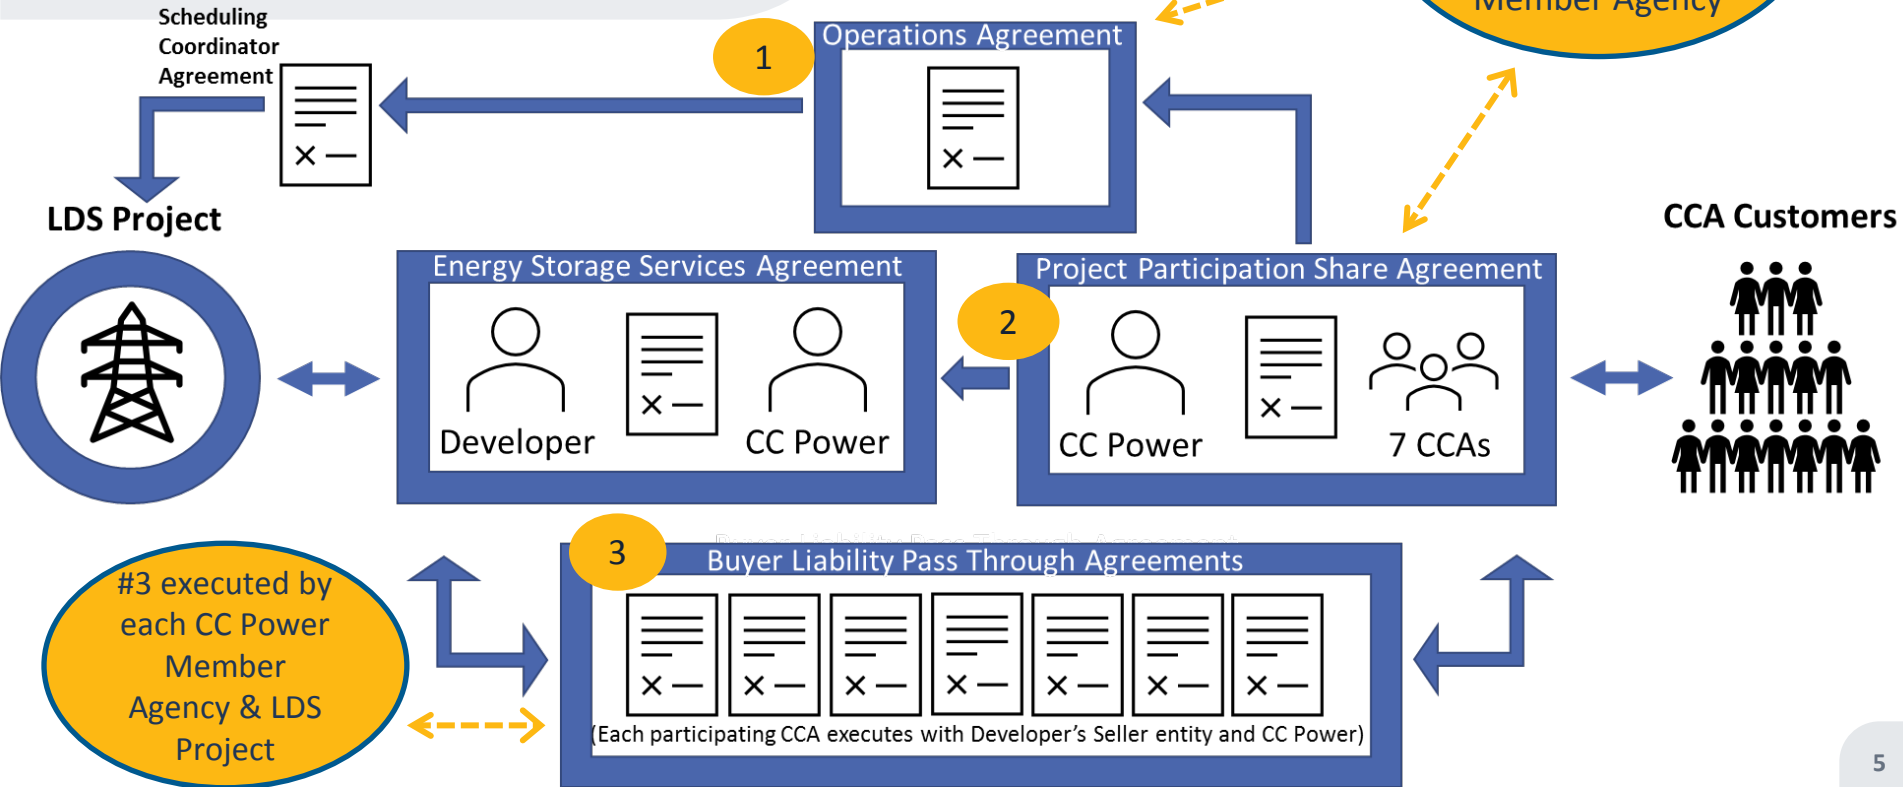 Member Agency
Scheduling
Coordinator
Agreement
1
Operations Agreement
LDS Project
CCA Customers
Energy Storage Services Agreement
Project Participation Share Agreement
2
Developer
CC Power
CC Power
7 CCAs
3
Buyer Liability Pass Through Agreements
#3 executed by
each CC Power
Member
Agency & LDS
Project
(Each participating CCA executes with Developer's Seller entity and CC Power)
5